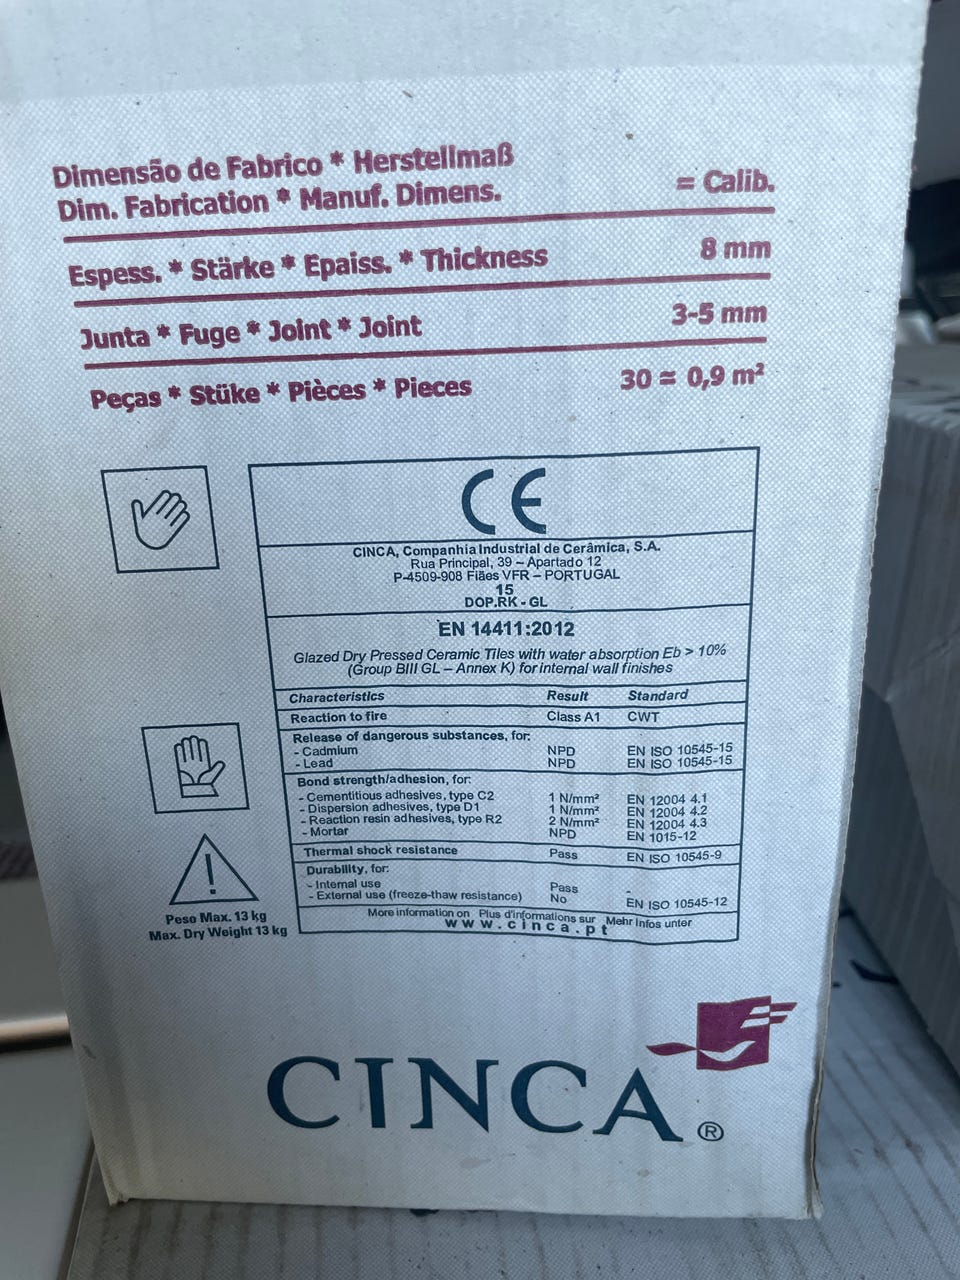 Dimensão de Fabrico * Herstellmaß
Dim. Fabrication * Manuf. Dimens. = Calib.
Espess. * Stärke * Epaiss. * Thickness 8 mm
Junta * Fuge * Joint * Joint 3-5 mm
Peças * Stüke * Pièces * Pieces 30 = 0,9 m²
CE
CINCA, Companhia Industrial de Cerâmica, S.A.
Rua Principal, 39 – Apartado 12
P-4509-908 Fiães VFR – PORTUGAL
15
DOP.RK - GL
EN 14411:2012
Glazed Dry Pressed Ceramic Tiles with water absorption Eb > 10%
(Group BIII GL – Annex K) for internal wall finishes
Characteristics Result Standard
Reaction to fire Class A1 CWT
Release of dangerous substances, for:
- Cadmium NPD EN ISO 10545-15
- Lead NPD EN ISO 10545-15
Bond strength/adhesion, for:
- Cementitious adhesives, type C2 1 N/mm² EN 12004 4.1
- Dispersion adhesives, type D1 1 N/mm² EN 12004 4.2
- Reaction resin adhesives, type R2 2 N/mm² EN 12004 4.3
- Mortar NPD EN 1015-12
Thermal shock resistance Pass EN ISO 10545-9
Durability, for:
- Internal use Pass -
- External use (freeze-thaw resistance) No EN ISO 10545-12
More information on Plus d'informations sur Mehr Infos unter
www.cinca.pt
Peso Max. 13 kg
Max. Dry Weight 13 kg
CINCA®